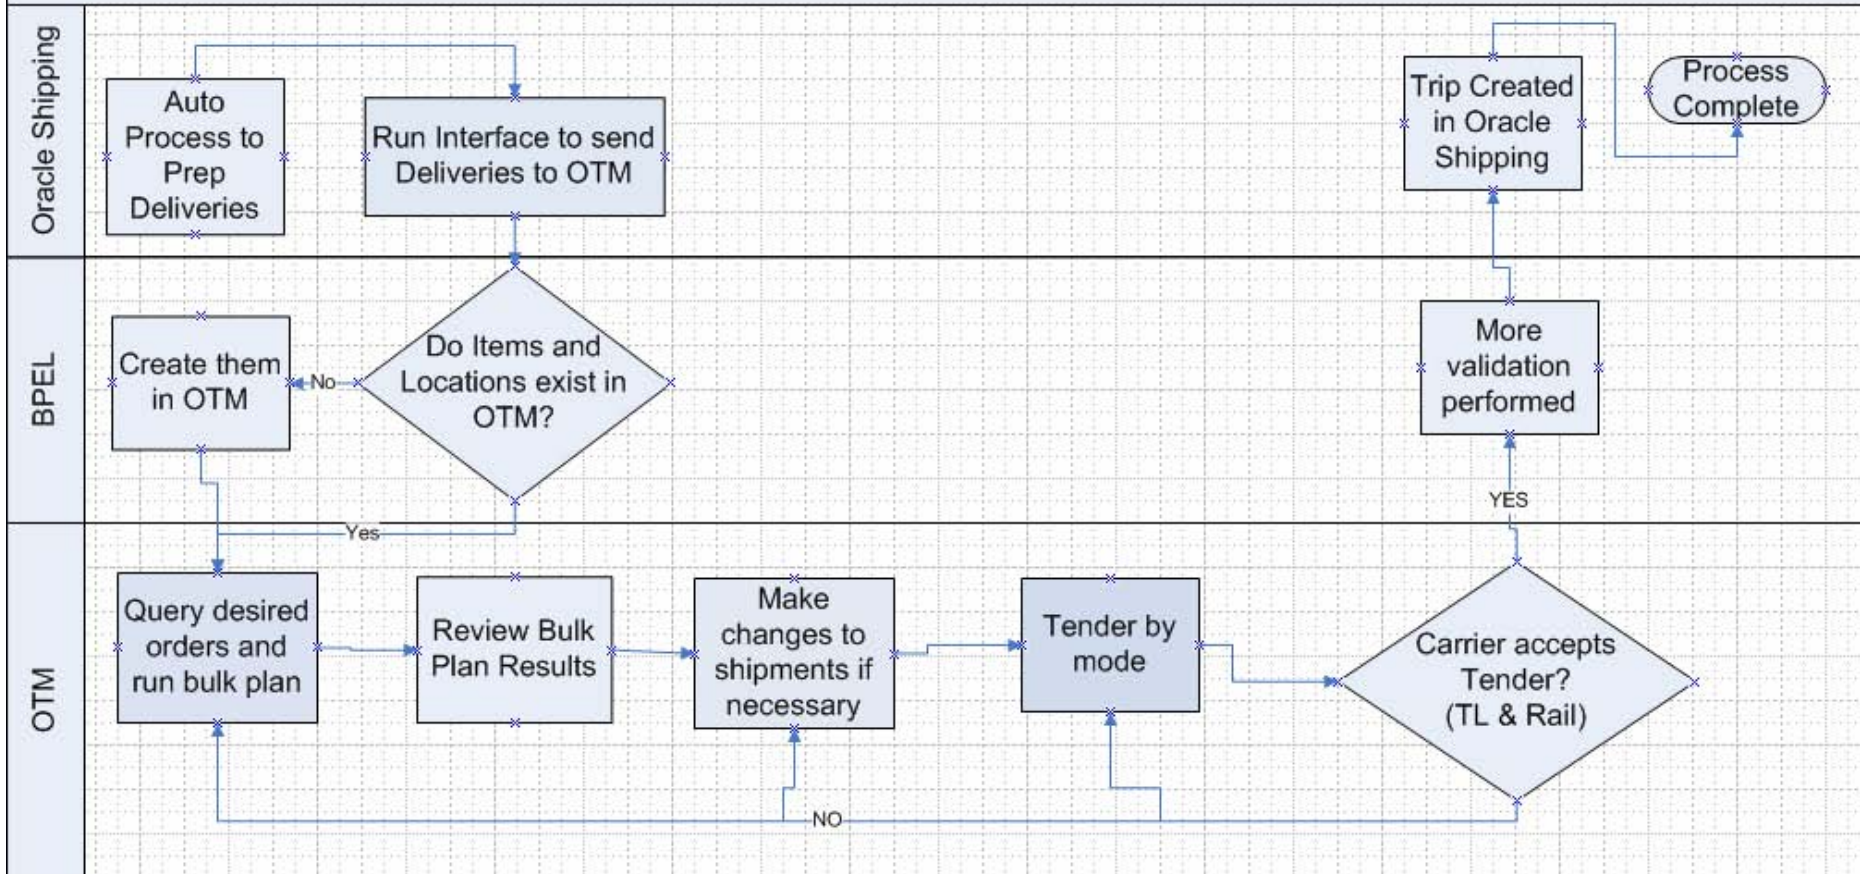 Oracle Shipping
Auto
Process to
Prep
Deliveries
Run Interface to send
Deliveries to OTM
Trip Created
in Oracle
Shipping
Process
Complete
BPEL
Create them
in OTM
No
Do Items and
Locations exist in
OTM?
More
validation
performed
YES
Yes
OTM
Query desired
orders and
run bulk plan
Review Bulk
Plan Results
Make
changes to
shipments if
necessary
Tender by
mode
Carrier accepts
Tender?
(TL & Rail)
NO